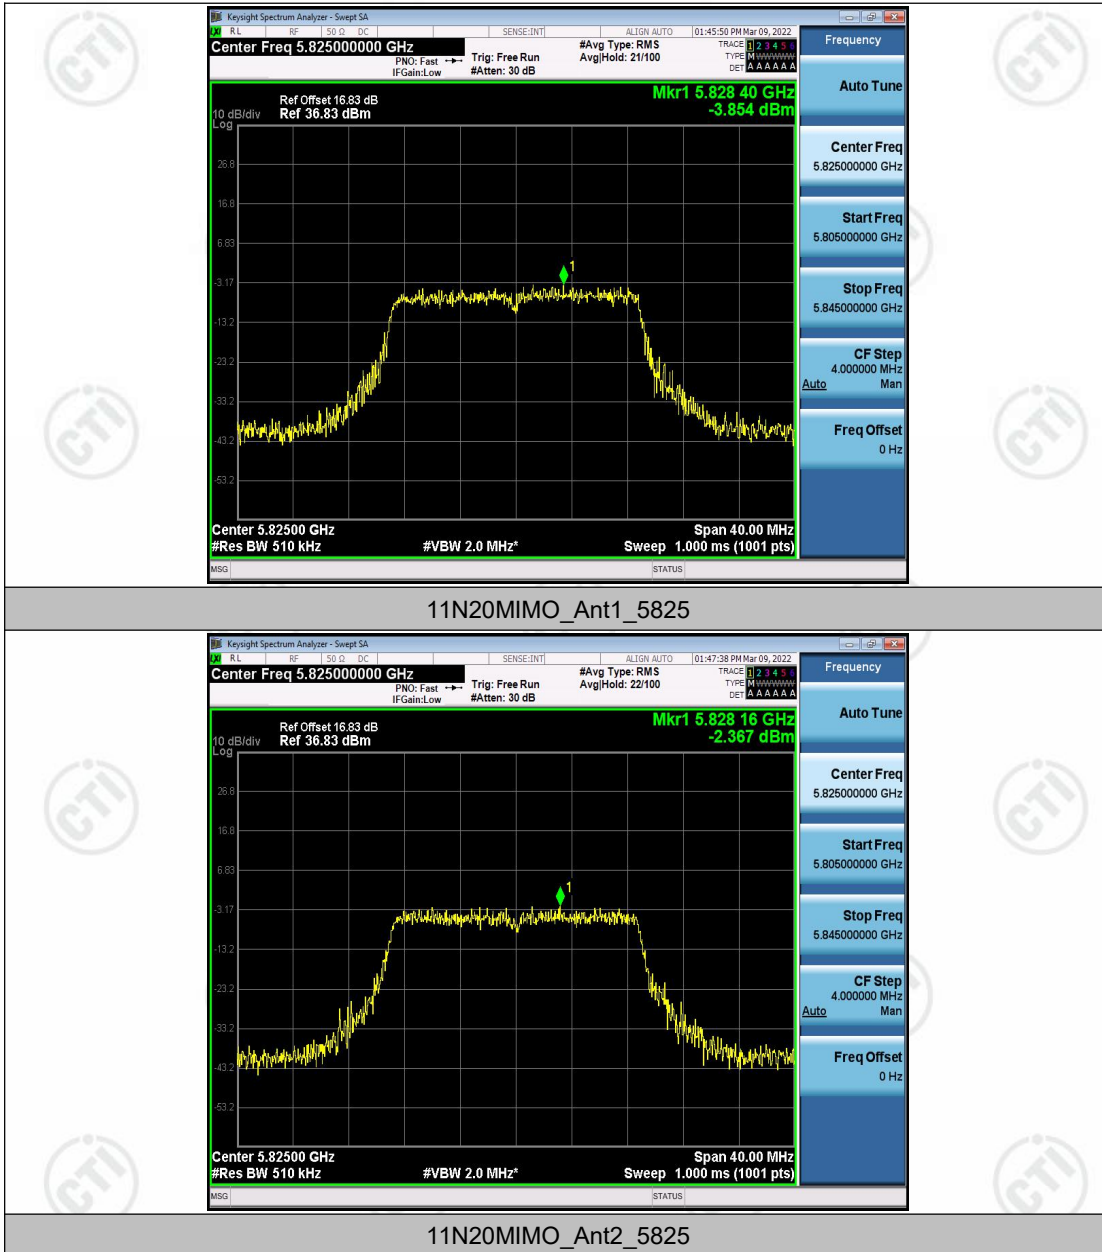 Keysight Spectrum Analyzer - Swept SA
RL RF 50 Ω DC SENSE:INT ALIGN AUTO 01:45:50 PM Mar 09, 2022
Center Freq 5.825000000 GHz
PNO: Fast
IFGain:Low
Trig: Free Run
#Atten: 30 dB
#Avg Type: RMS
Avg|Hold: 21/100
TRACE 1 2 3 4 5 6
TYPE M WWWWW
DET A A A A A A
Frequency
Auto Tune
Center Freq
5.825000000 GHz
Start Freq
5.805000000 GHz
Stop Freq
5.845000000 GHz
CF Step
4.000000 MHz
Auto Man
Freq Offset
0 Hz
Mkr1 5.828 40 GHz
-3.854 dBm
Ref Offset 16.83 dB
10 dB/div Ref 36.83 dBm
Log
26.8
16.8
6.83
-3.17
-13.2
-23.2
-33.2
-43.2
-53.2
1
Center 5.82500 GHz Span 40.00 MHz
#Res BW 510 kHz #VBW 2.0 MHz* Sweep 1.000 ms (1001 pts)
MSG STATUS
11N20MIMO_Ant1_5825
Keysight Spectrum Analyzer - Swept SA
RL RF 50 Ω DC SENSE:INT ALIGN AUTO 01:47:38 PM Mar 09, 2022
Center Freq 5.825000000 GHz
PNO: Fast
IFGain:Low
Trig: Free Run
#Atten: 30 dB
#Avg Type: RMS
Avg|Hold: 22/100
TRACE 1 2 3 4 5 6
TYPE M WWWWW
DET A A A A A A
Frequency
Auto Tune
Center Freq
5.825000000 GHz
Start Freq
5.805000000 GHz
Stop Freq
5.845000000 GHz
CF Step
4.000000 MHz
Auto Man
Freq Offset
0 Hz
Mkr1 5.828 16 GHz
-2.367 dBm
Ref Offset 16.83 dB
10 dB/div Ref 36.83 dBm
Log
26.8
16.8
6.83
-3.17
-13.2
-23.2
-33.2
-43.2
-53.2
1
Center 5.82500 GHz Span 40.00 MHz
#Res BW 510 kHz #VBW 2.0 MHz* Sweep 1.000 ms (1001 pts)
MSG STATUS
11N20MIMO_Ant2_5825
CTI
CTI
CTI
CTI
CTI
CTI
CTI
CTI